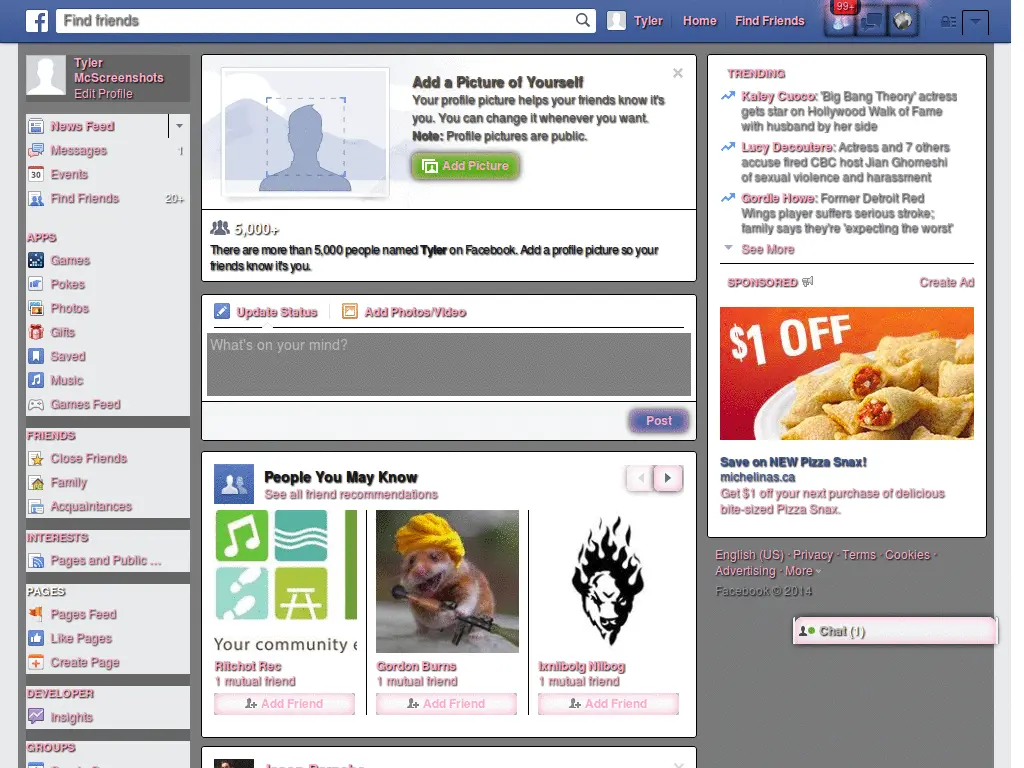 f
Find friends
Tyler
Home
Find Friends
99+
Tyler
McScreenshots
Edit Profile
News Feed
Messages 1
30 Events
Find Friends 20+
APPS
Games
Pokes
Photos
Gifts
Saved
Music
Games Feed
FRIENDS
Close Friends
Family
Acquaintances
INTERESTS
Pages and Public ...
PAGES
Pages Feed
Like Pages
Create Page
DEVELOPER
Insights
GROUPS
Add a Picture of Yourself
Your profile picture helps your friends know it's
you. You can change it whenever you want.
Note: Profile pictures are public.
Add Picture
5,000+
There are more than 5,000 people named Tyler on Facebook. Add a profile picture so your
friends know it's you.
Update Status
Add Photos/Video
What's on your mind?
Post
People You May Know
See all friend recommendations
Your community e
Ritchot Rec
1 mutual friend
Add Friend
Gordon Burns
1 mutual friend
Add Friend
Ixnilbolg Nilbog
1 mutual friend
Add Friend
TRENDING
Kaley Cuoco: 'Big Bang Theory' actress
gets star on Hollywood Walk of Fame
with husband by her side
Lucy Decoutere: Actress and 7 others
accuse fired CBC host Jian Ghomeshi
of sexual violence and harassment
Gordie Howe: Former Detroit Red
Wings player suffers serious stroke;
family says they're 'expecting the worst'
See More
SPONSORED
Create Ad
$1 OFF
Save on NEW Pizza Snax!
michelinas.ca
Get $1 off your next purchase of delicious
bite-sized Pizza Snax.
English (US) · Privacy · Terms · Cookies ·
Advertising · More
Facebook © 2014
Chat (1)